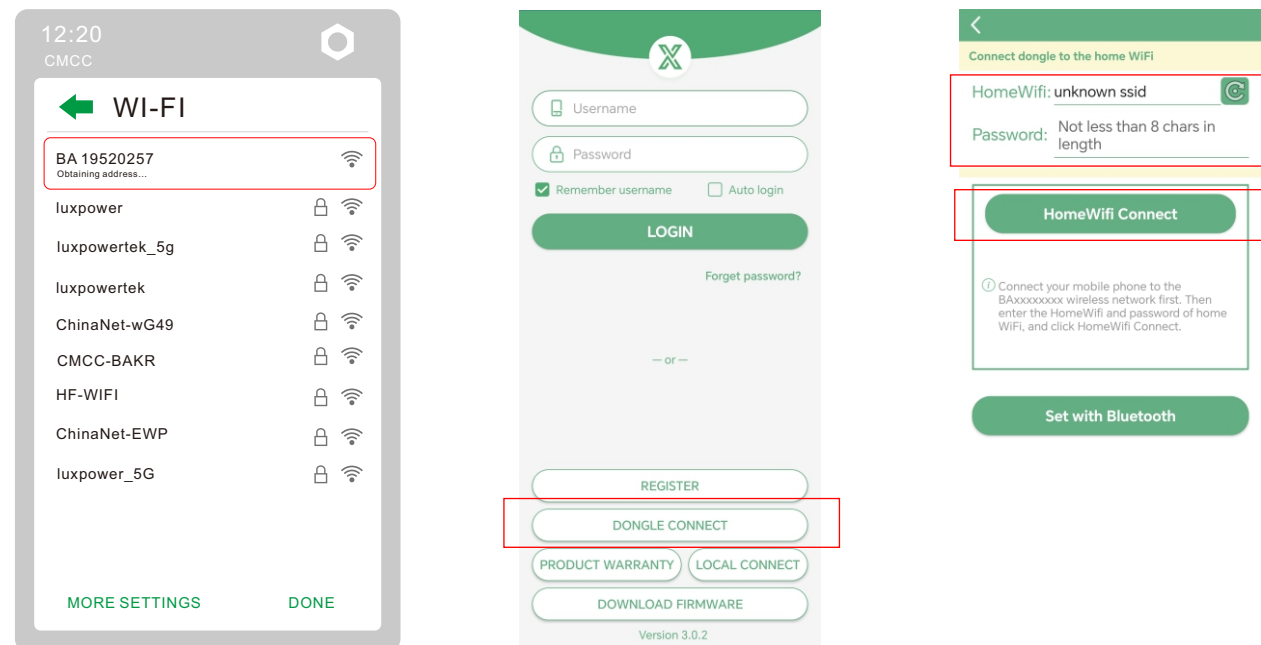 12:20
CMCC
WI-FI
BA 19520257
Obtaining address...
luxpower
luxpowertek_5g
luxpowertek
ChinaNet-wG49
CMCC-BAKR
HF-WIFI
ChinaNet-EWP
luxpower_5G
MORE SETTINGS DONE
Username
Password
Remember username Auto login
LOGIN
Forget password?
— or —
REGISTER
DONGLE CONNECT
PRODUCT WARRANTY LOCAL CONNECT
DOWNLOAD FIRMWARE
Version 3.0.2
Connect dongle to the home WiFi
HomeWifi: unknown ssid
Password: Not less than 8 chars in
length
HomeWifi Connect
Connect your mobile phone to the
BAxxxxxxxx wireless network first. Then
enter the HomeWifi and password of home
WiFi, and click HomeWifi Connect.
Set with Bluetooth